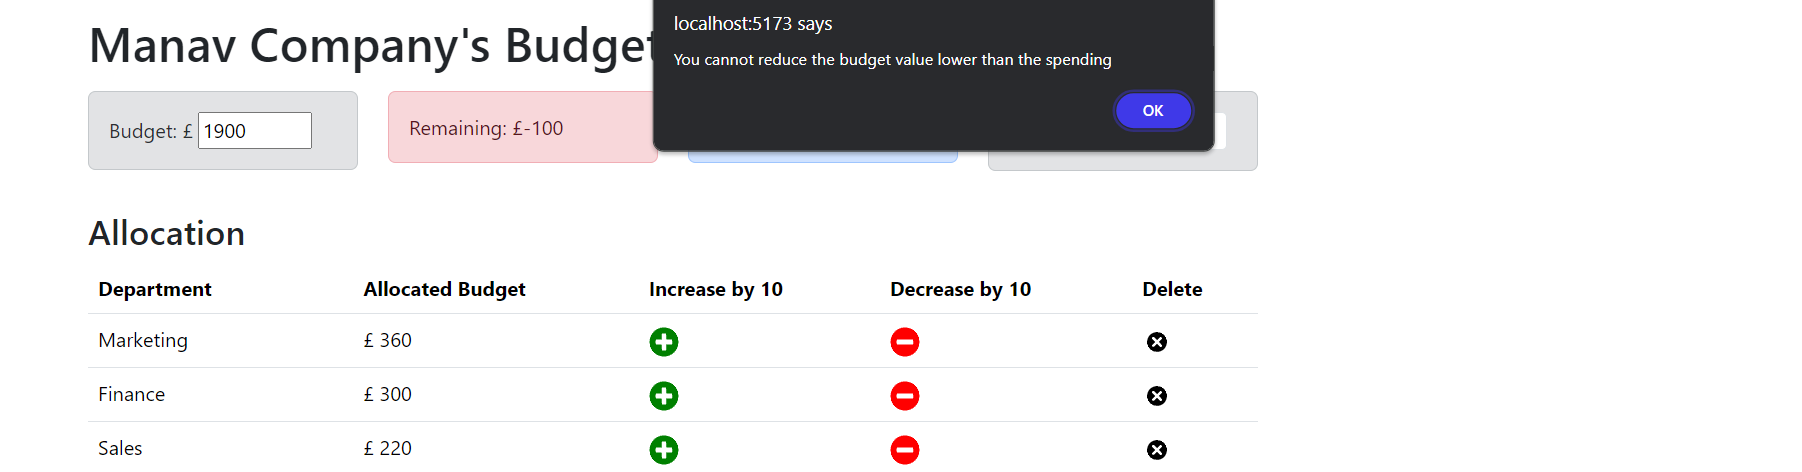 localhost:5173 says
You cannot reduce the budget value lower than the spending
OK
Manav Company's Budget
Budget: £ 1900
Remaining: £-100
Allocation
Department Allocated Budget Increase by 10 Decrease by 10 Delete
Marketing £ 360
Finance £ 300
Sales £ 220